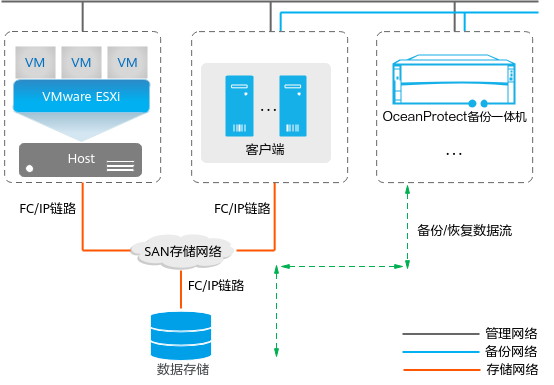 VM VM VM
VMware ESXi
Host
客户端
OceanProtect备份一体机
...
...
FC/IP链路
FC/IP链路
备份/恢复数据流
SAN存储网络
FC/IP链路
数据存储
管理网络
备份网络
存储网络